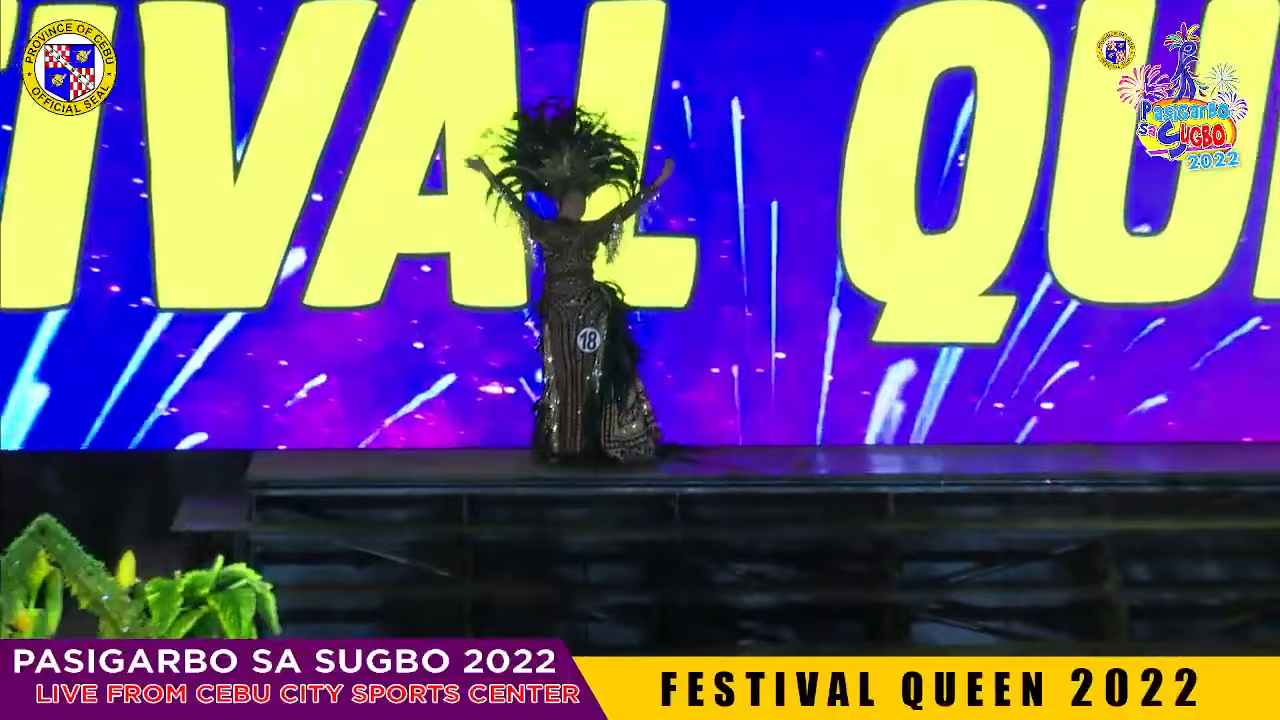 PROVINCE OF CEBU
OFFICIAL SEAL
IVAL QU
Pasigarbo
sa SUGBO
2022
18
PASIGARBO SA SUGBO 2022
LIVE FROM CEBU CITY SPORTS CENTER
FESTIVAL QUEEN 2022